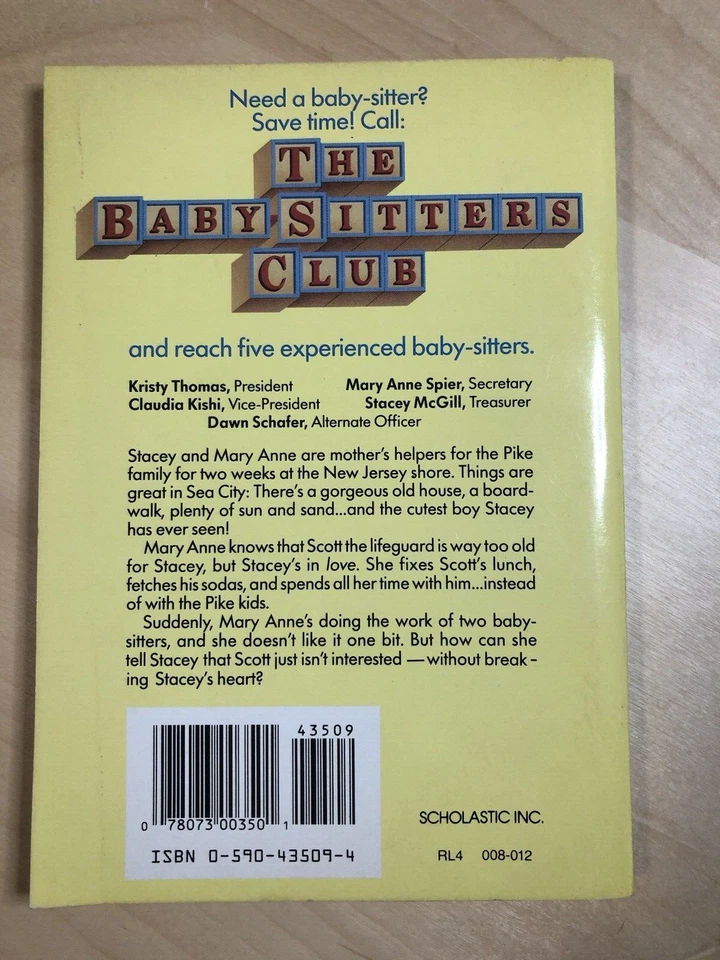 Need a baby-sitter?
Save time! Call:
THE
BABY-SITTERS
CLUB
and reach five experienced baby-sitters.
Kristy Thomas, President Mary Anne Spier, Secretary
Claudia Kishi, Vice-President Stacey McGill, Treasurer
Dawn Schafer, Alternate Officer
Stacey and Mary Anne are mother's helpers for the Pike
family for two weeks at the New Jersey shore. Things are
great in Sea City: There's a gorgeous old house, a board-
walk, plenty of sun and sand...and the cutest boy Stacey
has ever seen!
Mary Anne knows that Scott the lifeguard is way too old
for Stacey, but Stacey's in love. She fixes Scott's lunch,
fetches his sodas, and spends all her time with him...instead
of with the Pike kids.
Suddenly, Mary Anne's doing the work of two baby-
sitters, and she doesn't like it one bit. But how can she
tell Stacey that Scott just isn't interested — without break-
ing Stacey's heart?
43509
0 78073 00350 1
ISBN 0-590-43509-4
SCHOLASTIC INC.
RL4 008-012